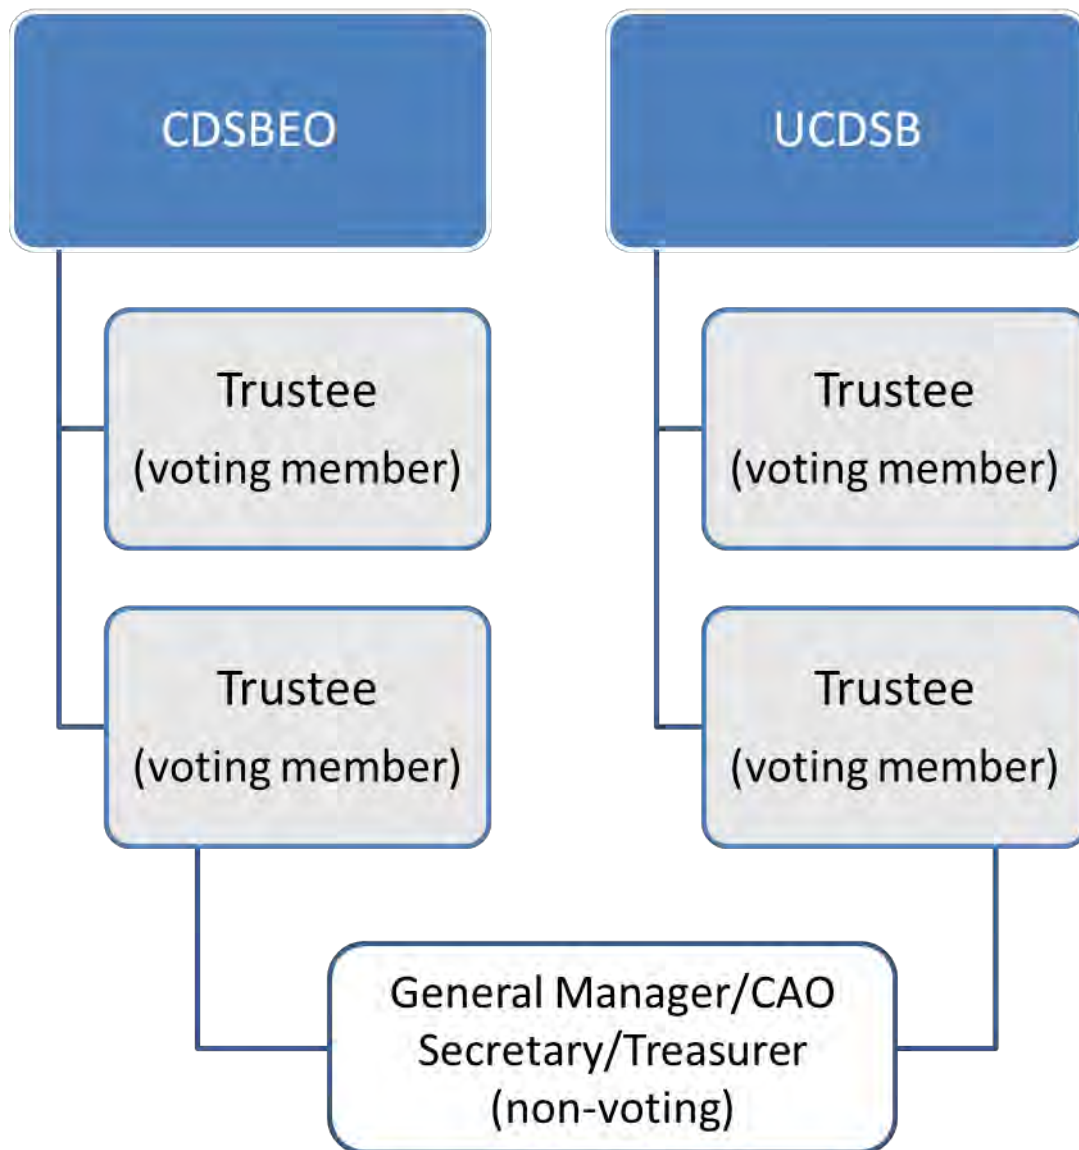 CDSBEO
UCDSB
Trustee
(voting member)
Trustee
(voting member)
Trustee
(voting member)
Trustee
(voting member)
General Manager/CAO
Secretary/Treasurer
(non-voting)